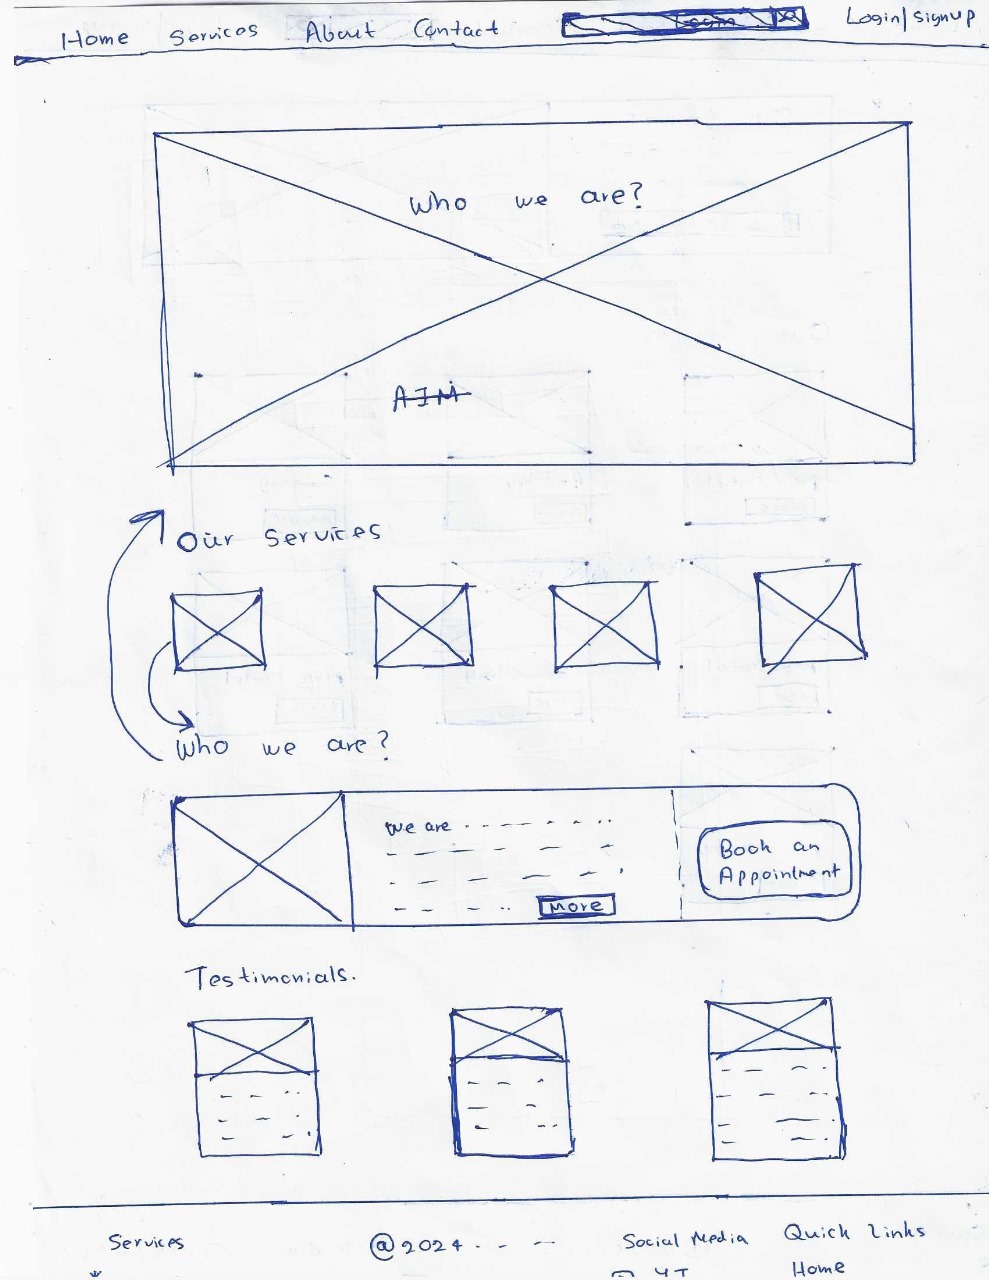 Home Services About Contact Login/signup
Who we are?
AIM
Our Services
Who we are?
We are
More
Book an
Appointment
Testimonials.
Services @2024 Social Media Quick Links
YT Home